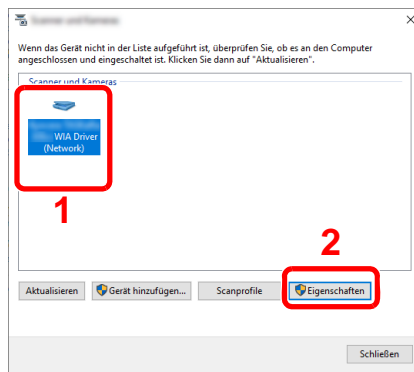 Wenn das Gerät nicht in der Liste aufgeführt ist, überprüfen Sie, ob es an den Computer
angeschlossen und eingeschaltet ist. Klicken Sie dann auf "Aktualisieren".
Scanner und Kameras
WIA Driver
(Network)
1
2
Aktualisieren
Gerät hinzufügen...
Scanprofile
Eigenschaften
Schließen